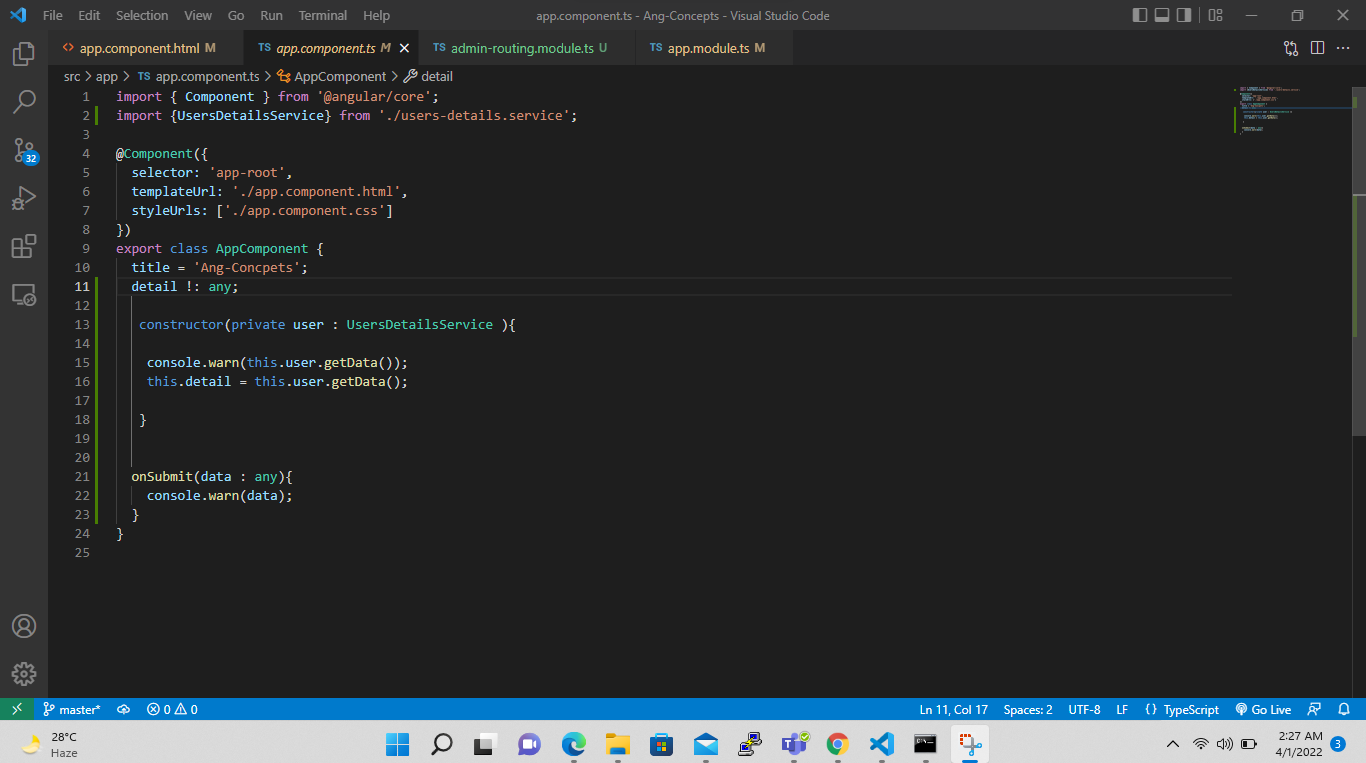 File Edit Selection View Go Run Terminal Help app.component.ts - Ang-Concepts - Visual Studio Code
<> app.component.html M TS app.component.ts M TS admin-routing.module.ts U TS app.module.ts M
src > app > TS app.component.ts > AppComponent > detail
1 import { Component } from '@angular/core';
2 import {UsersDetailsService} from './users-details.service';
3
4 @Component({
5 selector: 'app-root',
6 templateUrl: './app.component.html',
7 styleUrls: ['./app.component.css']
8 })
9 export class AppComponent {
10 title = 'Ang-Concpets';
11 detail !: any;
12
13 constructor(private user : UsersDetailsService ){
14
15 console.warn(this.user.getData());
16 this.detail = this.user.getData();
17
18 }
19
20
21 onSubmit(data : any){
22 console.warn(data);
23 }
24 }
25
32
master* 0 0 Ln 11, Col 17 Spaces: 2 UTF-8 LF {} TypeScript Go Live
28°C
Haze
2:27 AM
4/1/2022 3